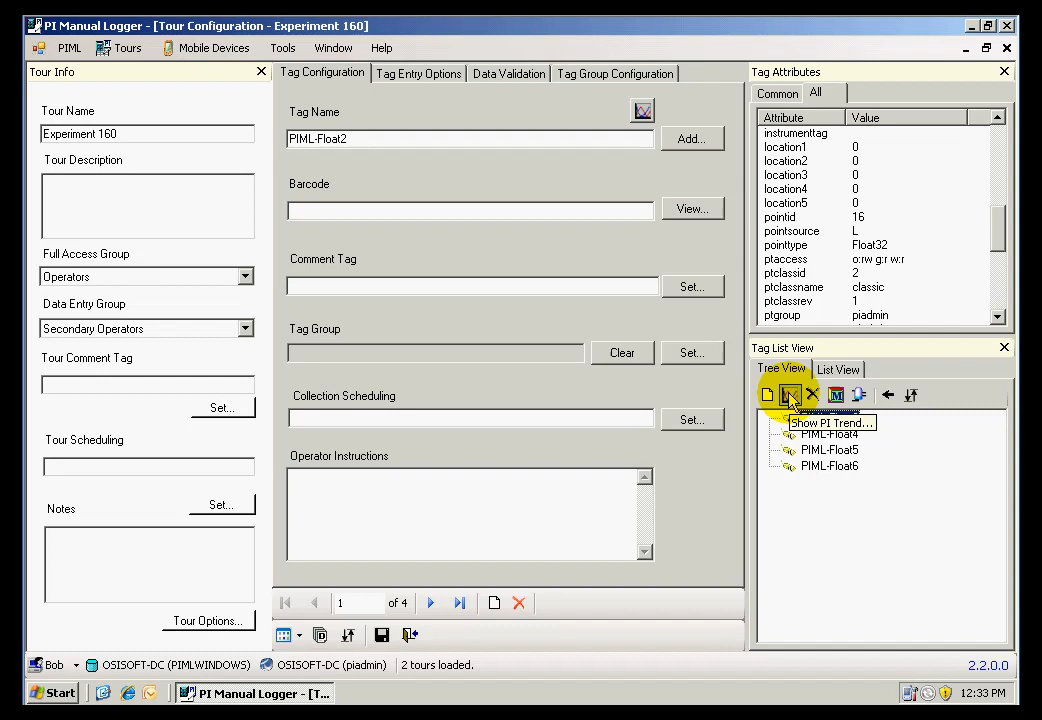 PI Manual Logger - [Tour Configuration - Experiment 160]
PIML Tours Mobile Devices Tools Window Help
Tour Info
Tour Name
Experiment 160
Tour Description
Full Access Group
Operators
Data Entry Group
Secondary Operators
Tour Comment Tag
Set...
Tour Scheduling
Set...
Notes
Tour Options...
Tag Configuration Tag Entry Options Data Validation Tag Group Configuration
Tag Name
PIML-Float2
Add...
Barcode
View...
Comment Tag
Set...
Tag Group
Clear Set...
Collection Scheduling
Set...
Operator Instructions
1 of 4
Tag Attributes
Common All
Attribute Value
instrumenttag
location1 0
location2 0
location3 0
location4 0
location5 0
pointid 16
pointsource L
pointtype Float32
ptaccess o:rw g:r w:r
ptclassid 2
ptclassname classic
ptclassrev 1
ptgroup piadmin
Tag List View
Tree View List View
Show PI Trend...
PIML-Float4
PIML-Float5
PIML-Float6
Bob OSISOFT-DC (PIMLWINDOWS) OSISOFT-DC (piadmin) 2 tours loaded. 2.2.0.0
Start PI Manual Logger - [T... 12:33 PM